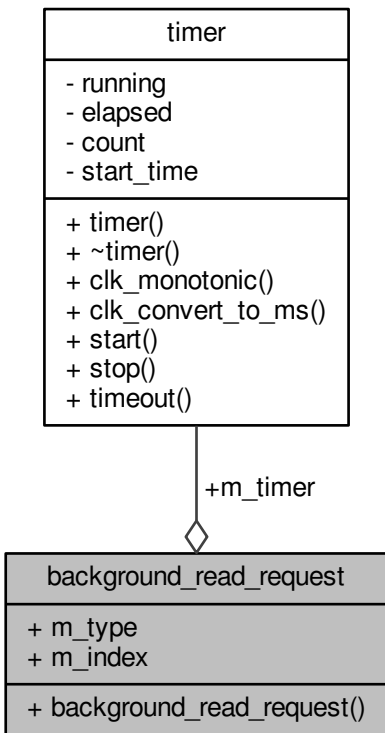 timer
- running
- elapsed
- count
- start_time
+ timer()
+ ~timer()
+ clk_monotonic()
+ clk_convert_to_ms()
+ start()
+ stop()
+ timeout()
+m_timer
background_read_request
+ m_type
+ m_index
+ background_read_request()